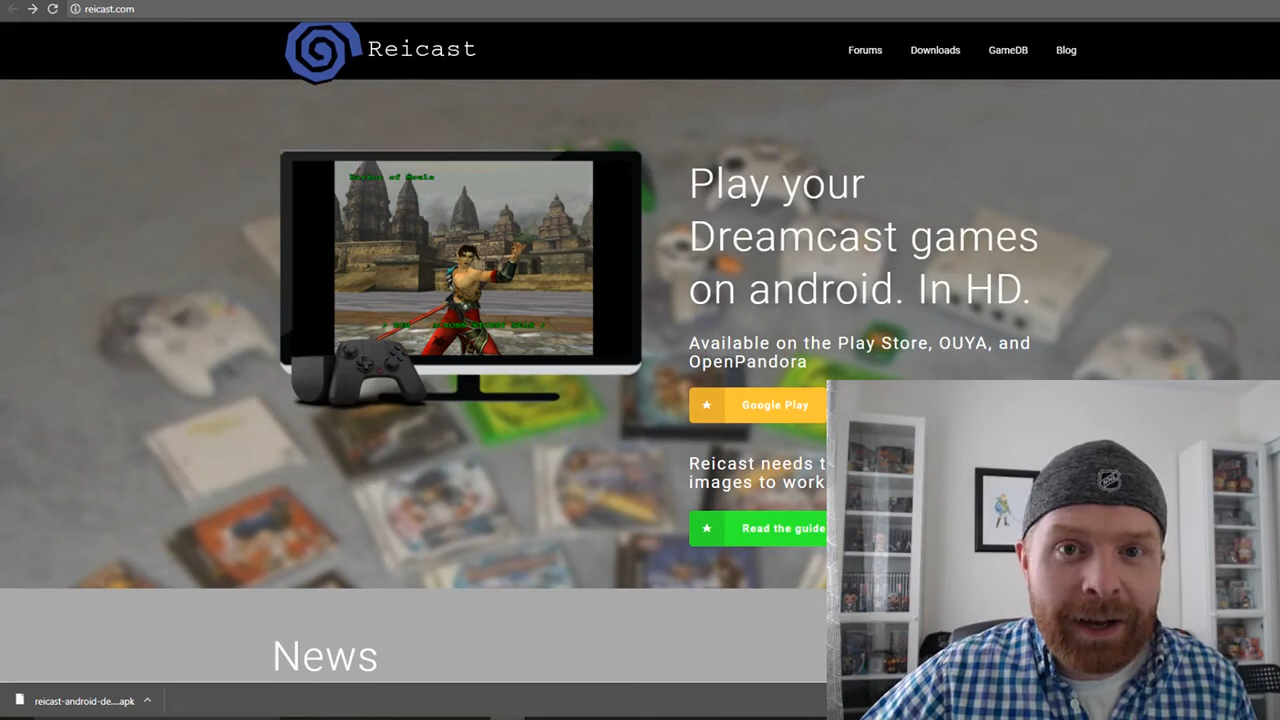 reicast.com
Reicast
Forums
Downloads
GameDB
Blog
Play your
Dreamcast games
on android. In HD.
Available on the Play Store, OUYA, and
OpenPandora
Google Play
Reicast needs t
images to work
Read the guide
News
reicast-android-de....apk
NHL